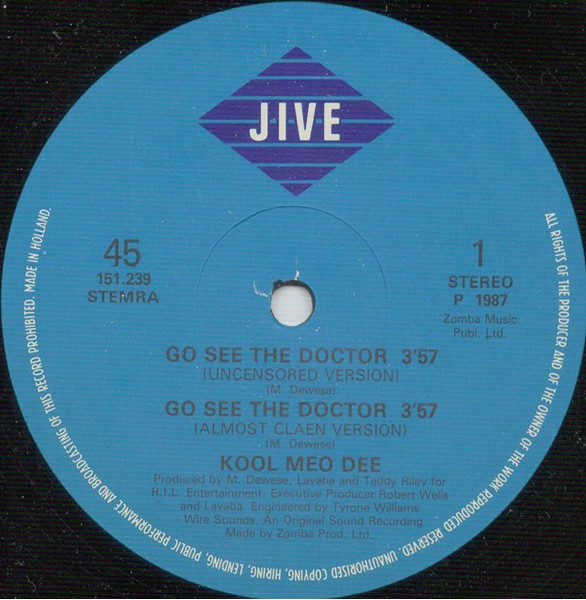 JIVE
45
151.239
STEMRA
1
STEREO
P 1987
Zomba Music
Publ. Ltd.
GO SEE THE DOCTOR 3'57
(UNCENSORED VERSION)
(M. Dewese)
GO SEE THE DOCTOR 3'57
(ALMOST CLAEN VERSION)
(M. Dewese)
KOOL MEO DEE
Produced by M. Dewese, Lavaba and Teddy Riley for
R.I.L. Entertainment. Executive Producer Robert Wells
and Lavaba. Engineered by Tyrone Williams
- Wire Sounds. An Original Sound Recording
Made by Zomba Prod. Ltd.
ALL RIGHTS OF THE PRODUCER AND OF THE OWNER OF THE WORK REPRODUCED RESERVED. UNAUTHORISED COPYING, HIRING, LENDING, PUBLIC PERFORMANCE AND BROADCASTING OF THIS RECORD PROHIBITED. MADE IN HOLLAND.